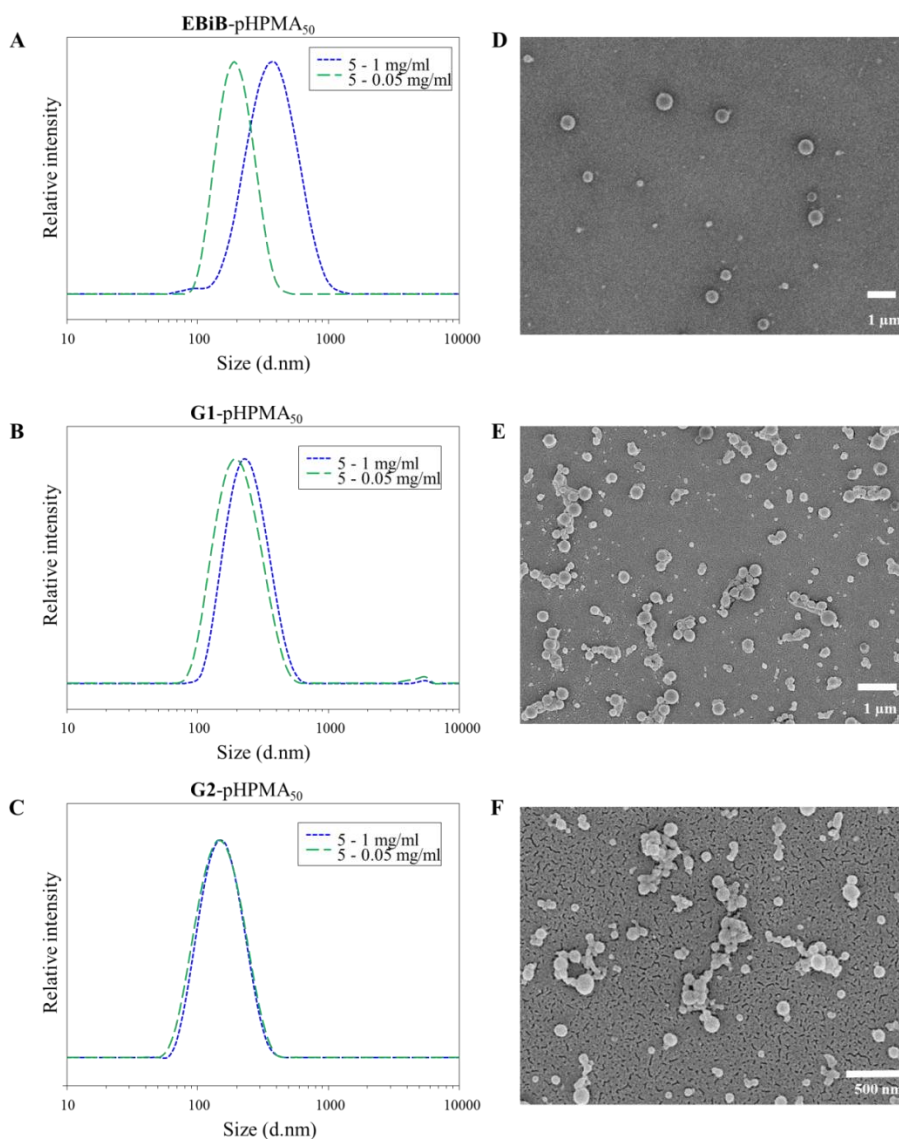 EBiB-pHPMA₅₀
A
D
5 - 1 mg/ml
5 - 0.05 mg/ml
Relative intensity
10
100
1000
10000
Size (d.nm)
1 µm
G1-pHPMA₅₀
B
E
5 - 1 mg/ml
5 - 0.05 mg/ml
Relative intensity
10
100
1000
10000
Size (d.nm)
1 µm
G2-pHPMA₅₀
C
F
5 - 1 mg/ml
5 - 0.05 mg/ml
Relative intensity
10
100
1000
10000
Size (d.nm)
500 nm